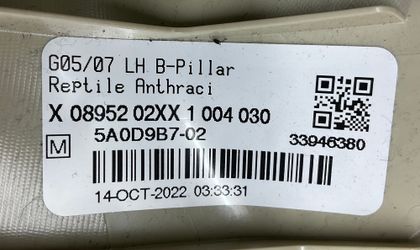 G05/07 LH B-Pillar
Reptile Anthraci
X 08952 02XX 1 004 030
5A0D9B7-02
33946380
M
14-OCT-2022 03:33:31